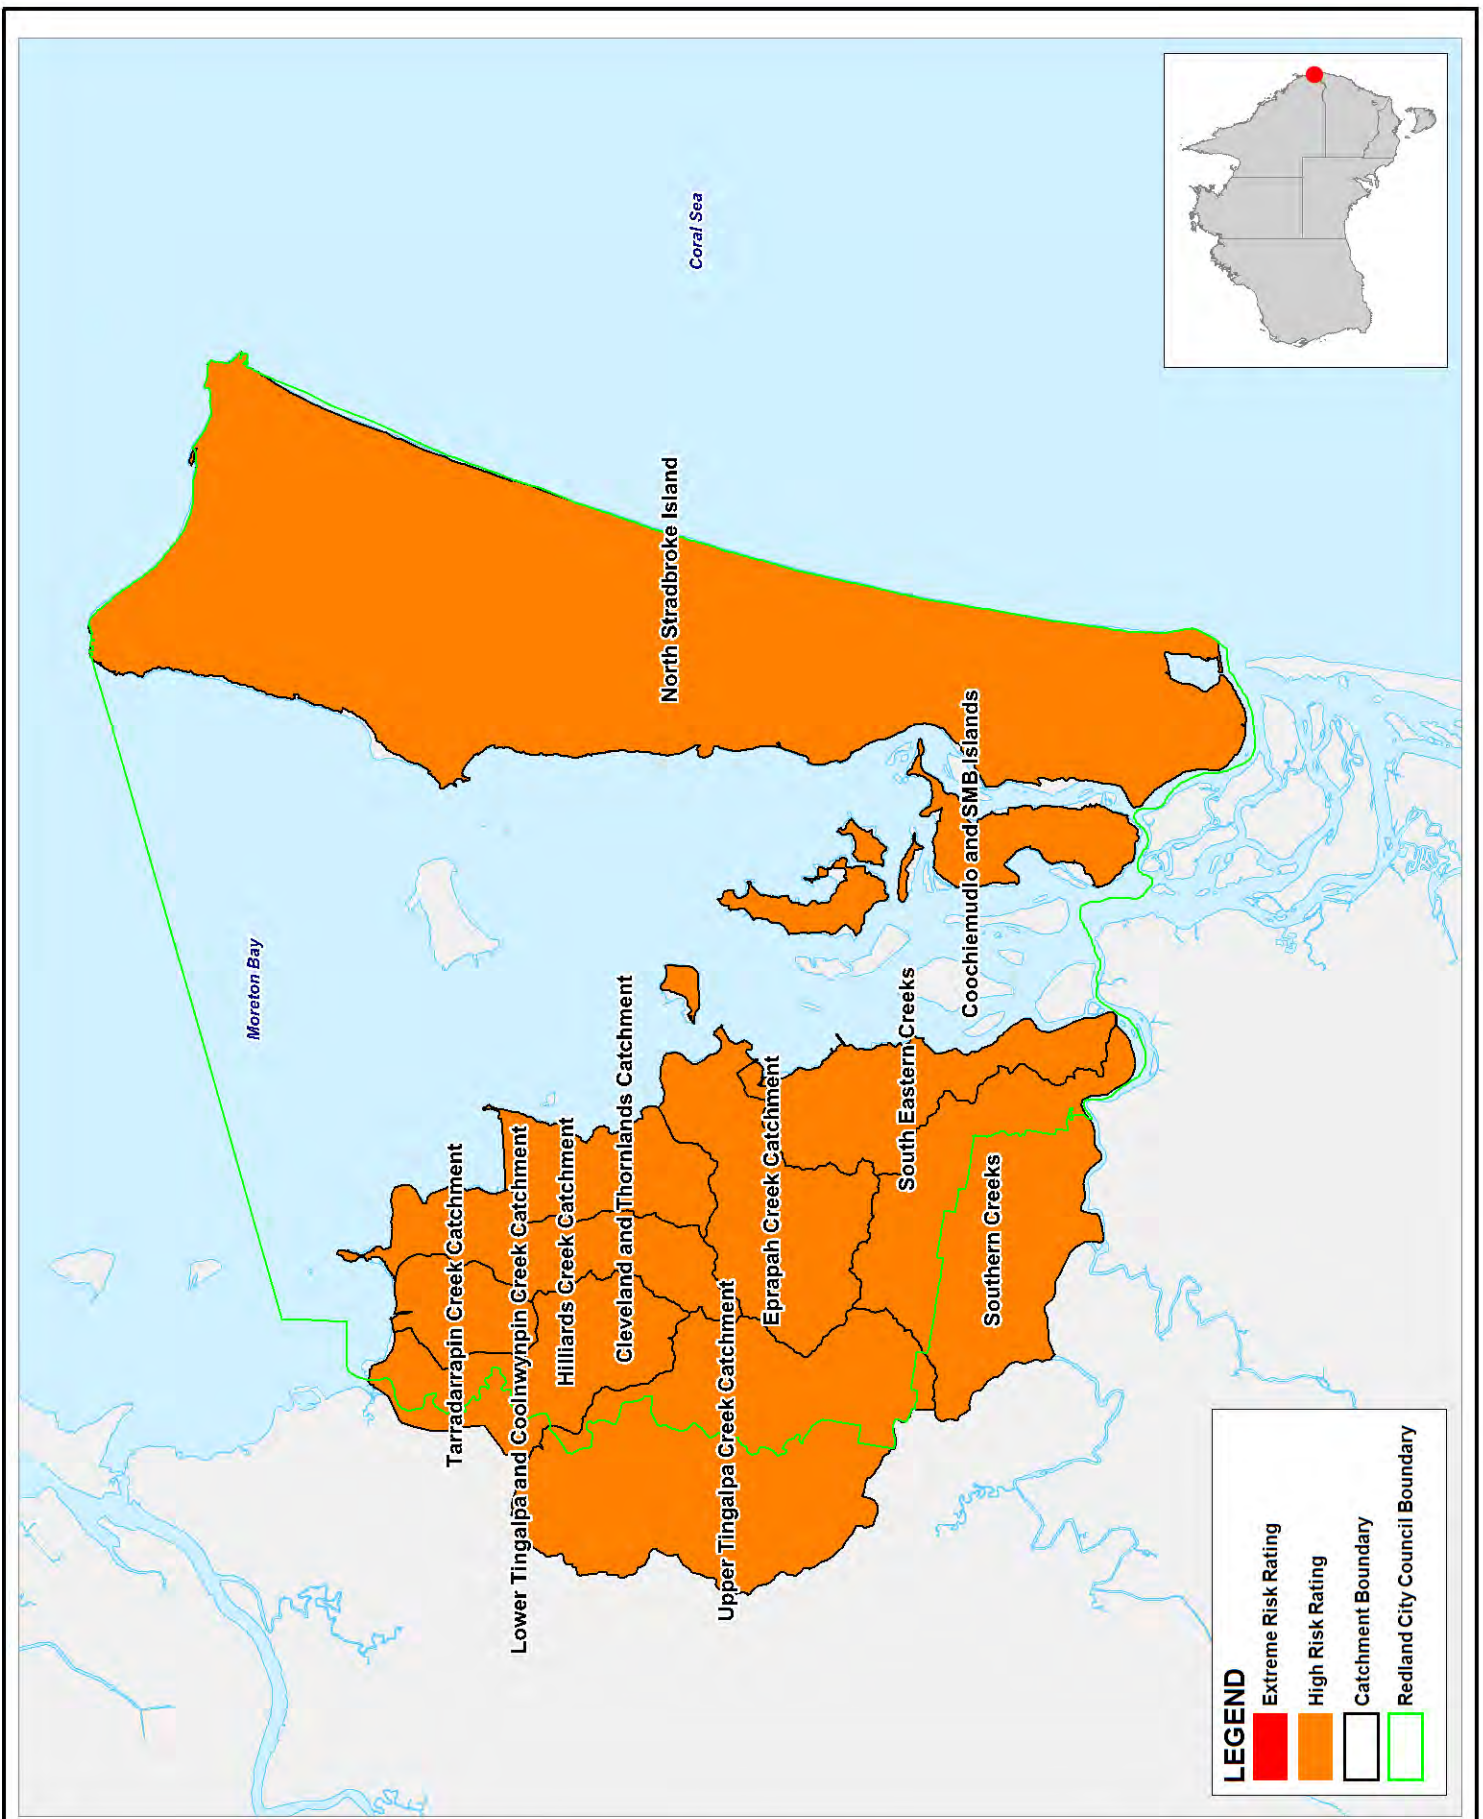 Coral Sea
Moreton Bay
North Stradbroke Island
Coochiemudlo and SMB Islands
Tarradarrapin Creek Catchment
Lower Tingalpa and Coolnwynpin Creek Catchment
Hilliards Creek Catchment
Cleveland and Thornlands Catchment
Upper Tingalpa Creek Catchment
Eprapah Creek Catchment
South Eastern Creeks
Southern Creeks
LEGEND
Extreme Risk Rating
High Risk Rating
Catchment Boundary
Redland City Council Boundary